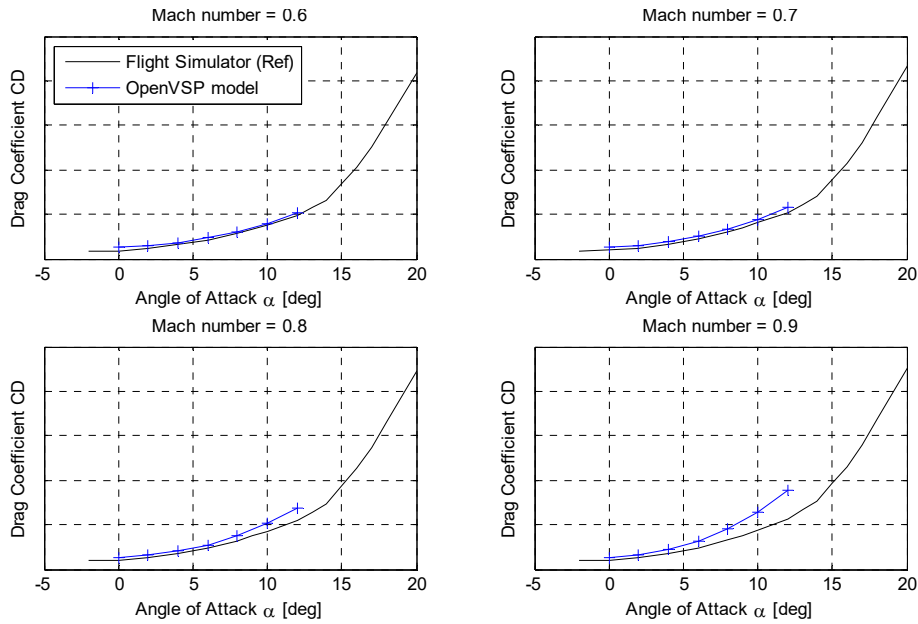 Mach number = 0.6
Flight Simulator (Ref)
OpenVSP model
Drag Coefficient CD
-5 0 5 10 15 20
Angle of Attack α [deg]
Mach number = 0.7
Drag Coefficient CD
-5 0 5 10 15 20
Angle of Attack α [deg]
Mach number = 0.8
Drag Coefficient CD
-5 0 5 10 15 20
Angle of Attack α [deg]
Mach number = 0.9
Drag Coefficient CD
-5 0 5 10 15 20
Angle of Attack α [deg]